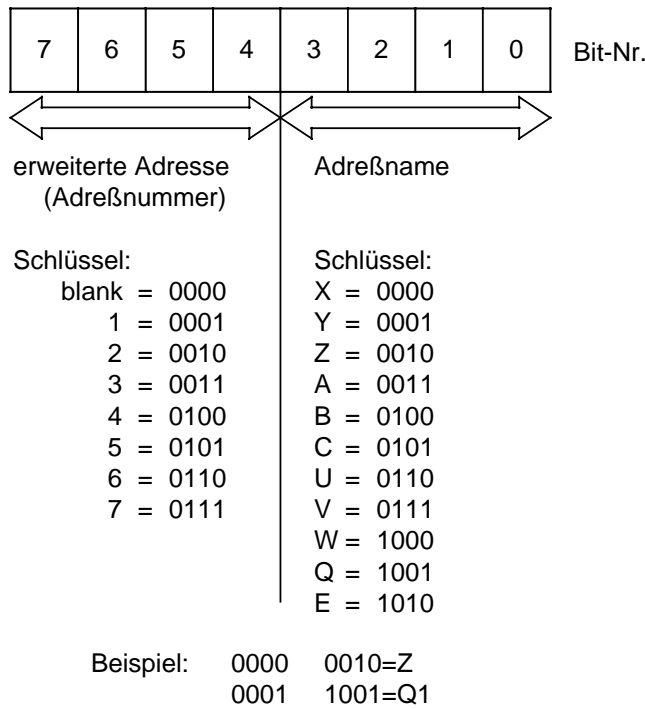 7 6 5 4 3 2 1 0 Bit-Nr.
erweiterte Adresse
(Adreßnummer)
Adreßname
Schlüssel:
blank = 0000
1 = 0001
2 = 0010
3 = 0011
4 = 0100
5 = 0101
6 = 0110
7 = 0111
Schlüssel:
X = 0000
Y = 0001
Z = 0010
A = 0011
B = 0100
C = 0101
U = 0110
V = 0111
W = 1000
Q = 1001
E = 1010
Beispiel: 0000 0010=Z
0001 1001=Q1